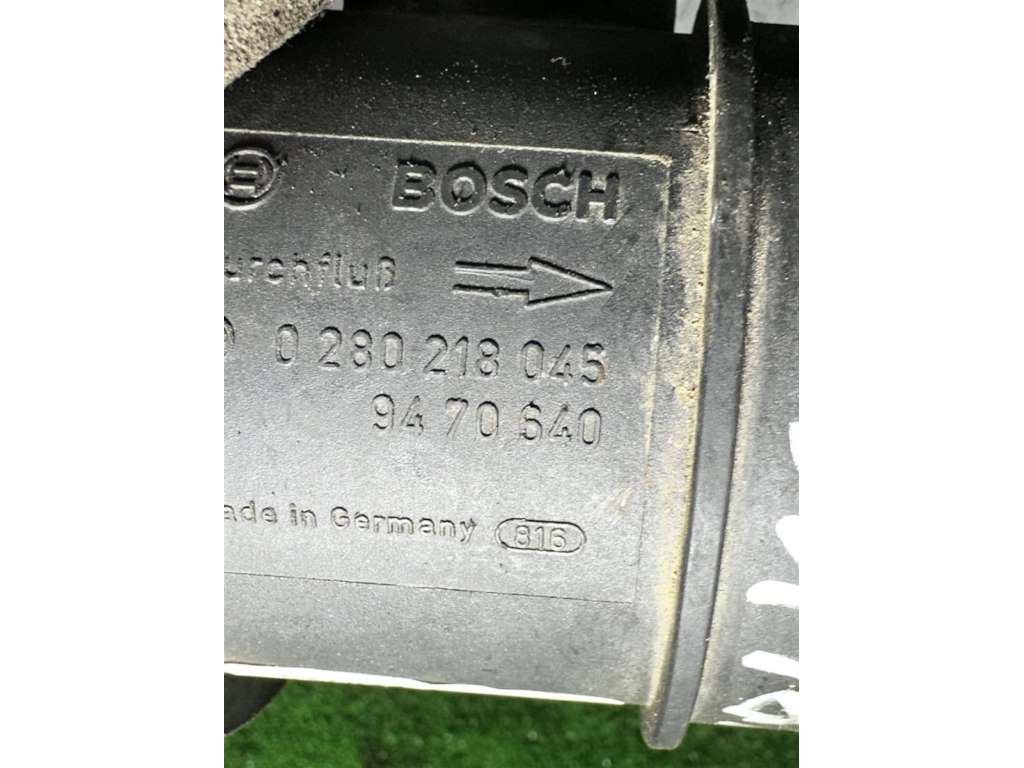 BOSCH
urchfluß
0 280 218 045
94 70 640
ade in Germany 816